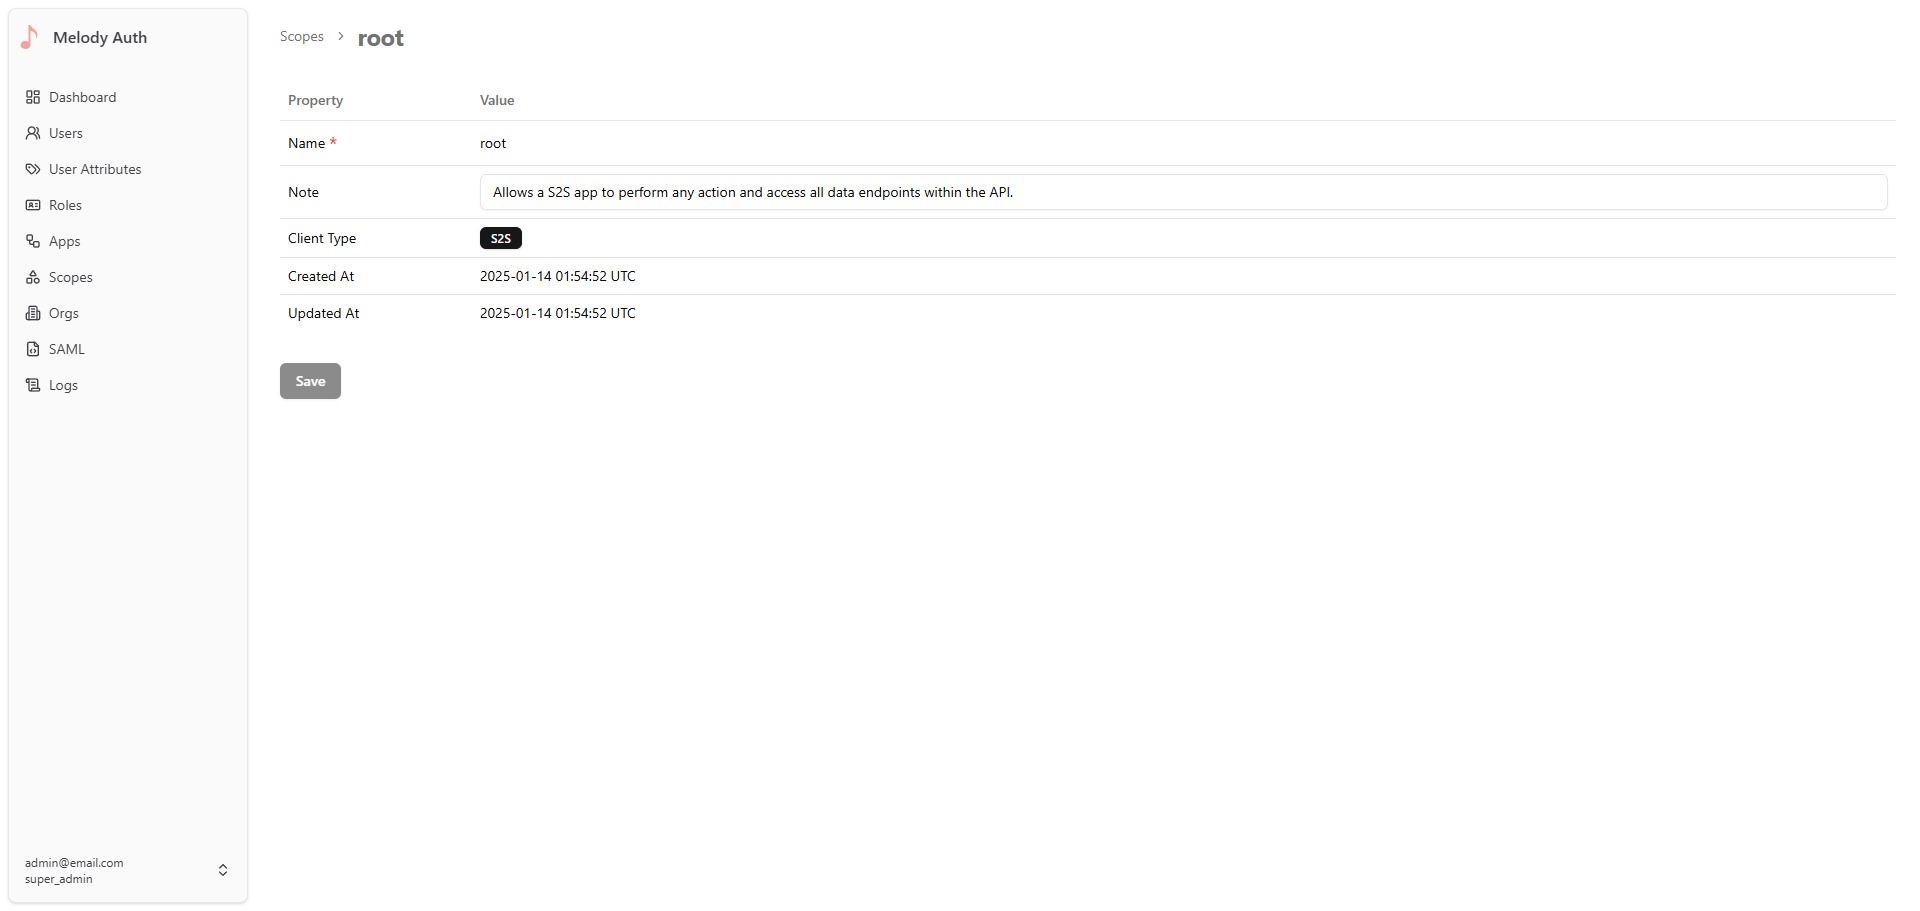 Melody Auth
Dashboard
Users
User Attributes
Roles
Apps
Scopes
Orgs
SAML
Logs
admin@email.com
super_admin
Scopes > root
Property Value
Name * root
Note Allows a S2S app to perform any action and access all data endpoints within the API.
Client Type S2S
Created At 2025-01-14 01:54:52 UTC
Updated At 2025-01-14 01:54:52 UTC
Save